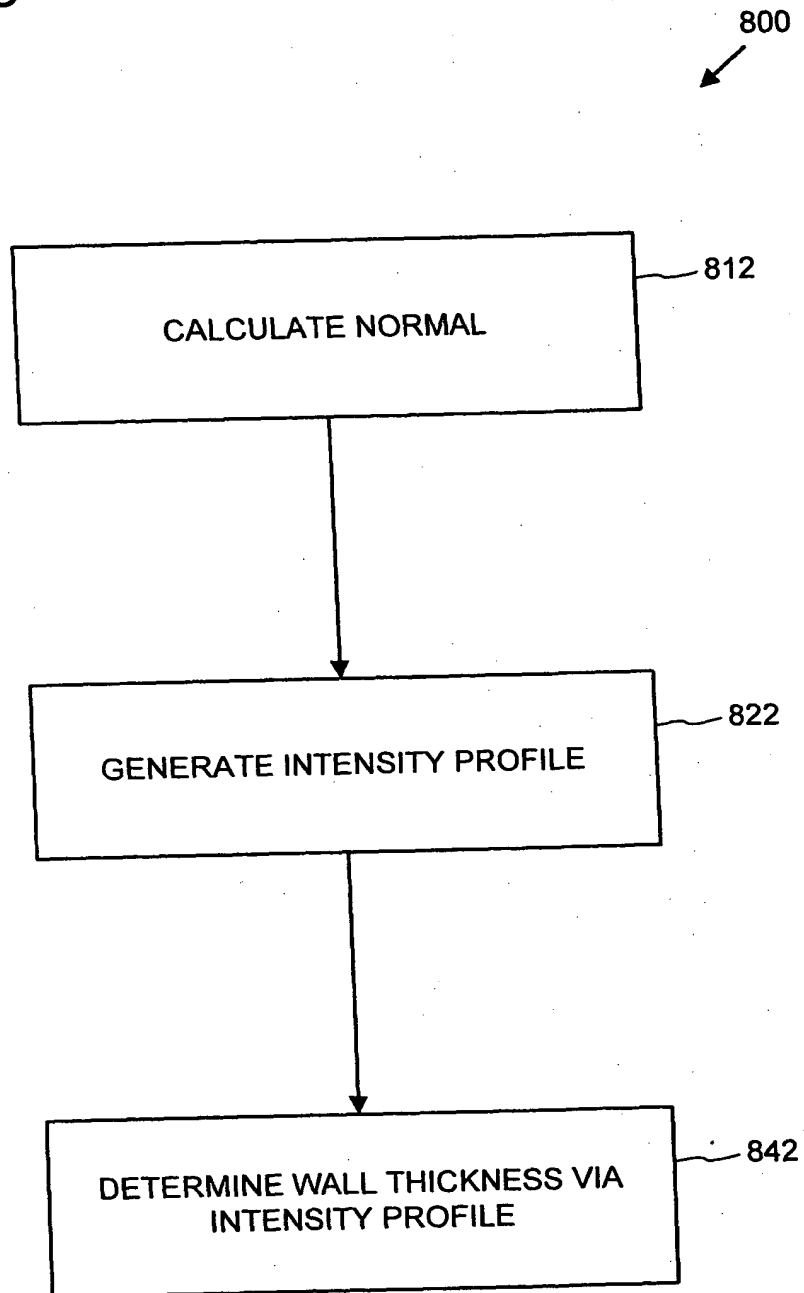 800
CALCULATE NORMAL
812
GENERATE INTENSITY PROFILE
822
DETERMINE WALL THICKNESS VIA
INTENSITY PROFILE
842